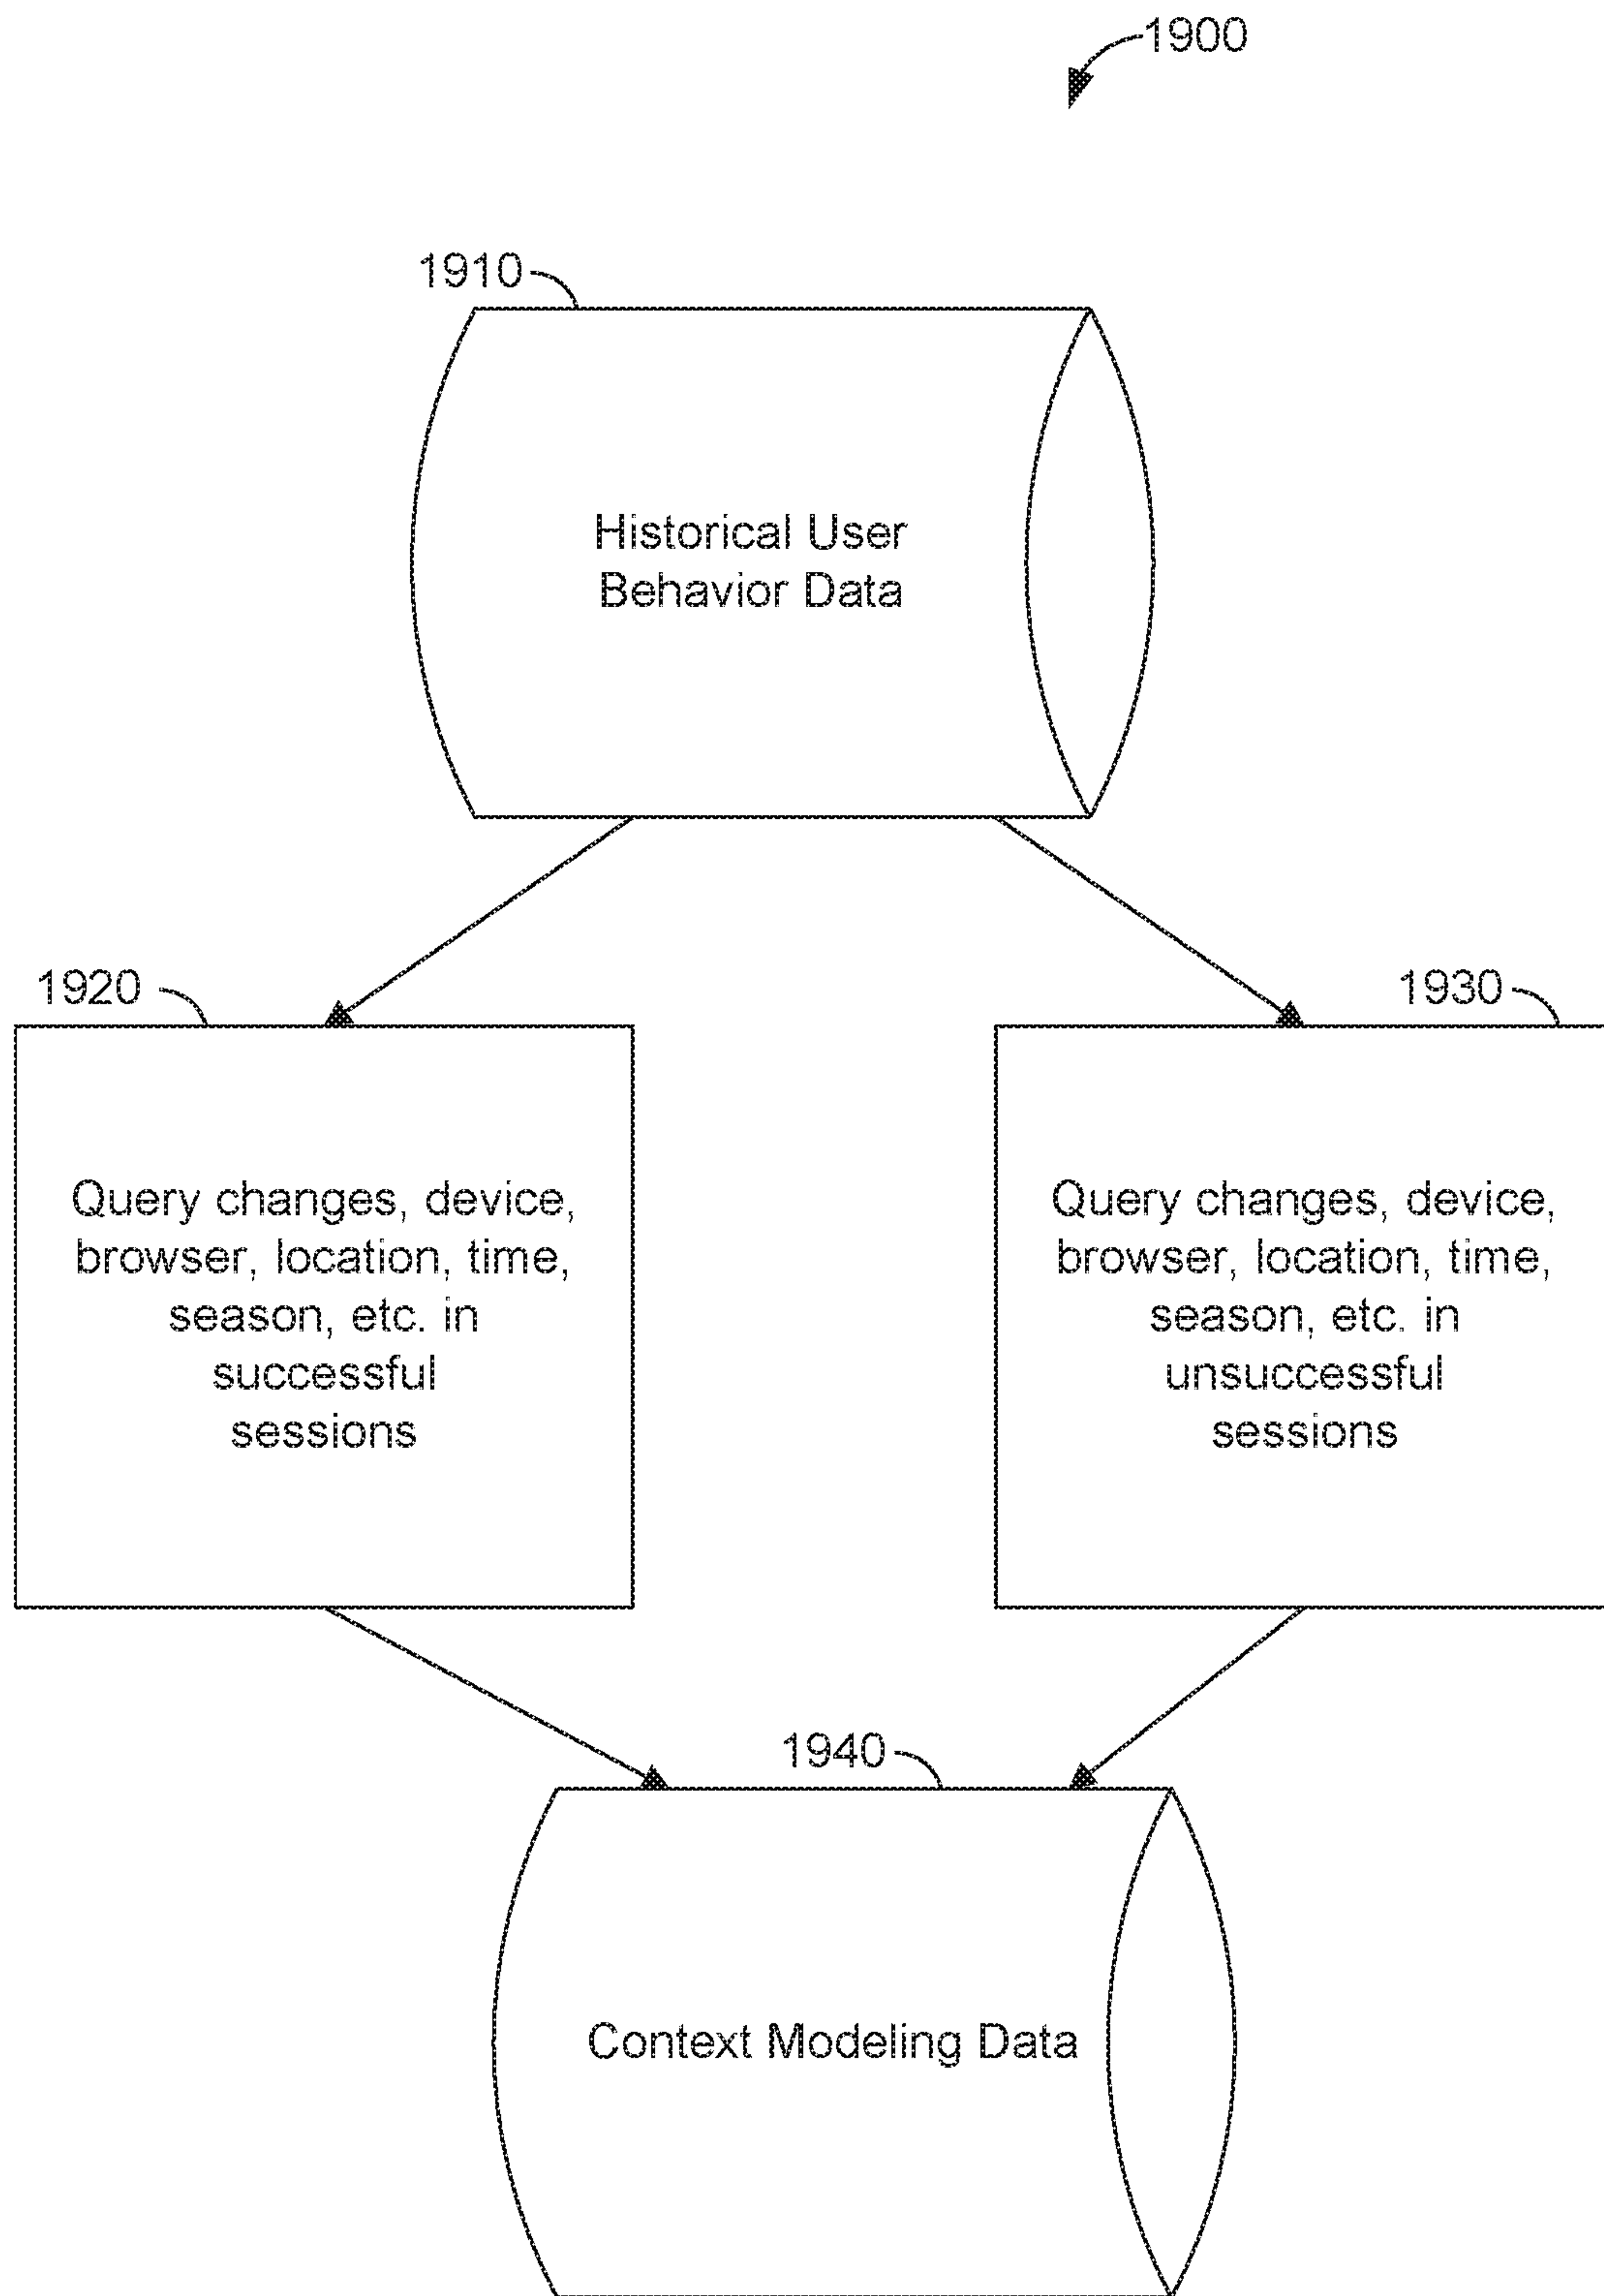 1900
1910
Historical User
Behavior Data
1920
Query changes, device,
browser, location, time,
season, etc. in
successful
sessions
1930
Query changes, device,
browser, location, time,
season, etc. in
unsuccessful
sessions
1940
Context Modeling Data